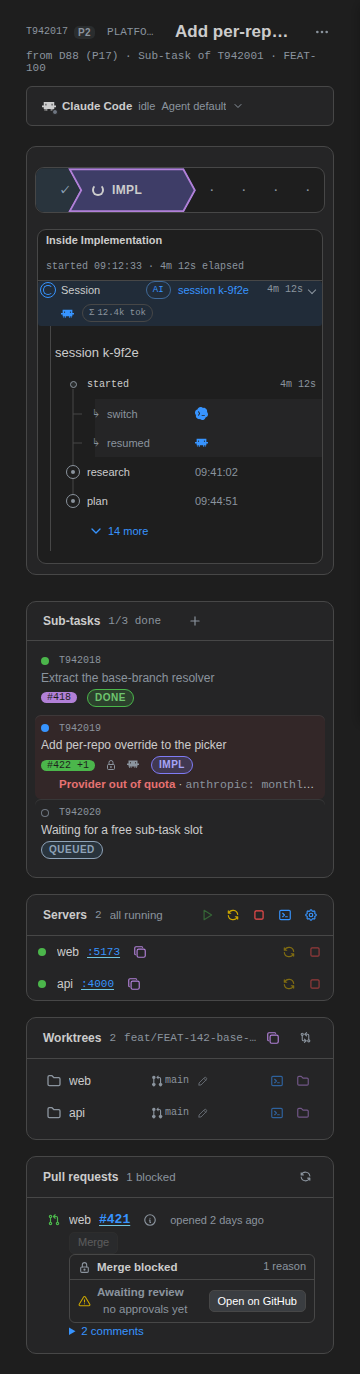 T942017 P2 PLATFO… Add per-rep… ···
from D88 (P17) · Sub-task of T942001 · FEAT-
100
Claude Code idle Agent default
✓ IMPL · · · ·
Inside Implementation
started 09:12:33 · 4m 12s elapsed
Session AI session k-9f2e 4m 12s
Σ 12.4k tok
session k-9f2e
started 4m 12s
↳ switch
↳ resumed
research 09:41:02
plan 09:44:51
14 more
Sub-tasks 1/3 done +
T942018
Extract the base-branch resolver
#418 DONE
T942019
Add per-repo override to the picker
#422 +1 IMPL
Provider out of quota · anthropic: monthl…
T942020
Waiting for a free sub-task slot
QUEUED
Servers 2 all running
web :5173
api :4000
Worktrees 2 feat/FEAT-142-base-…
web main
api main
Pull requests 1 blocked
web #421 opened 2 days ago
Merge
Merge blocked 1 reason
Awaiting review
no approvals yet
Open on GitHub
2 comments